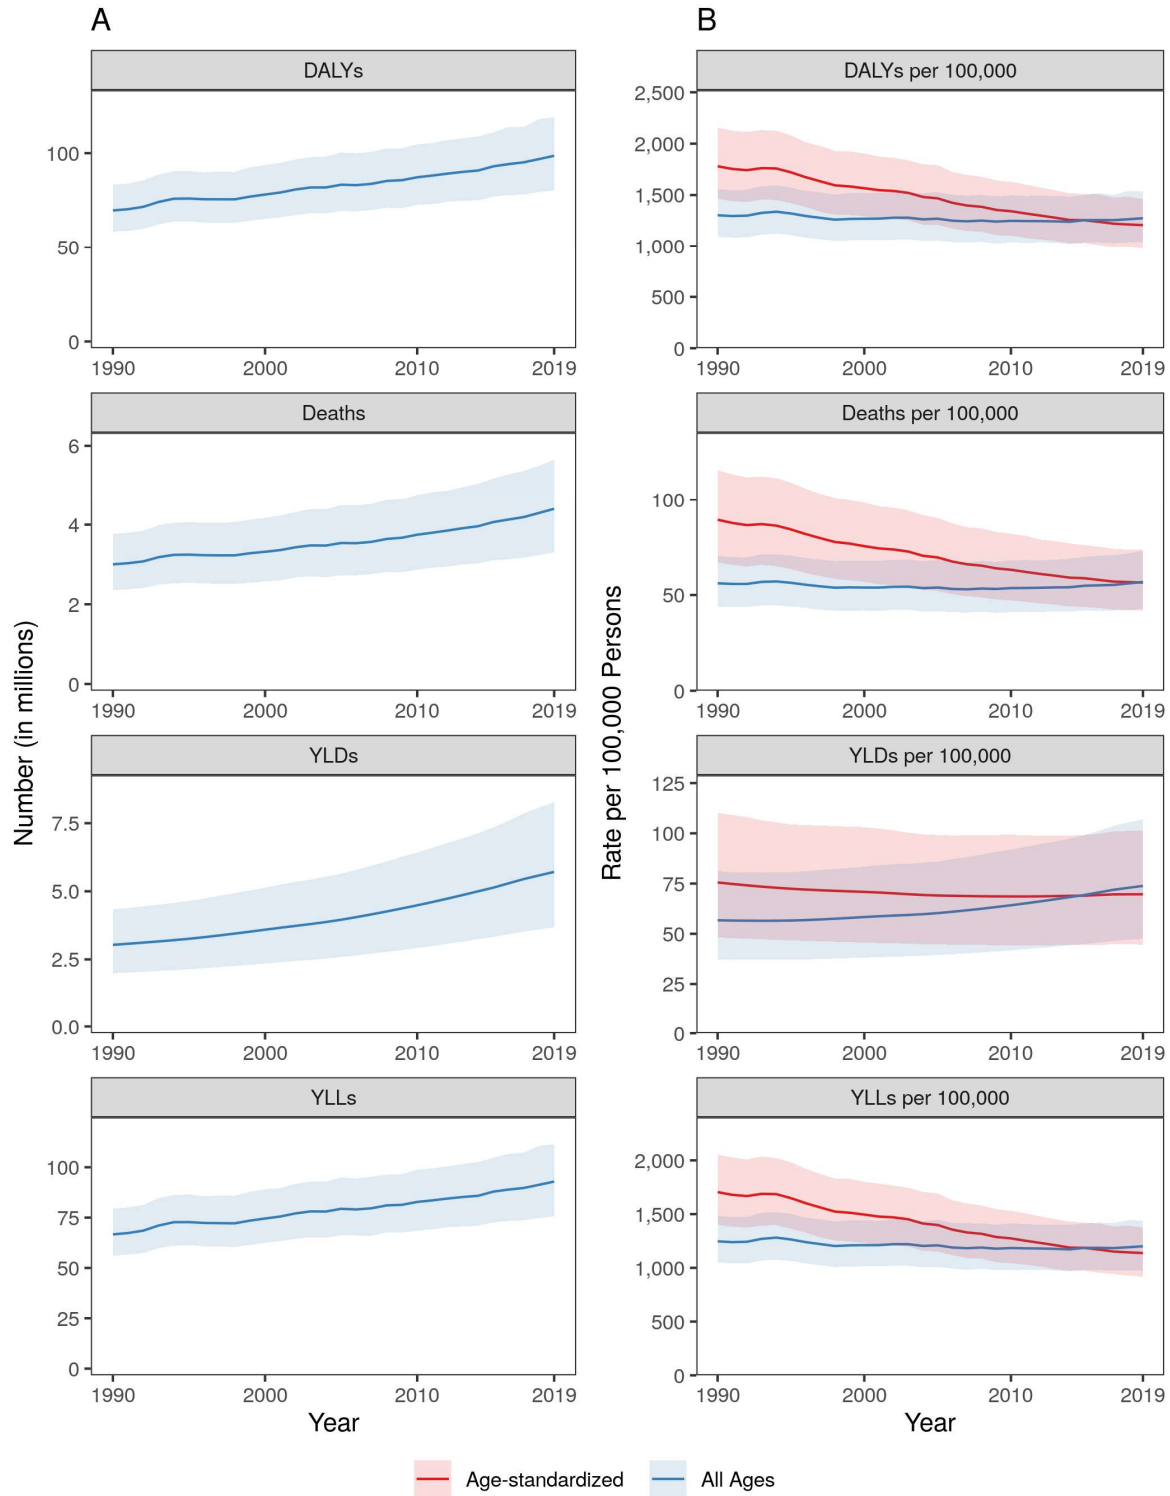 A
DALYs
100
50
0
1990 2000 2010 2019
Deaths
6
4
2
0
1990 2000 2010 2019
YLDs
7.5
5.0
2.5
0.0
1990 2000 2010 2019
YLLs
100
75
50
25
0
1990 2000 2010 2019
Year
Number (in millions)
B
DALYs per 100,000
2,500
2,000
1,500
1,000
500
0
1990 2000 2010 2019
Deaths per 100,000
100
50
0
1990 2000 2010 2019
YLDs per 100,000
125
100
75
50
25
0
1990 2000 2010 2019
YLLs per 100,000
2,000
1,500
1,000
500
0
1990 2000 2010 2019
Year
Rate per 100,000 Persons
Age-standardized All Ages